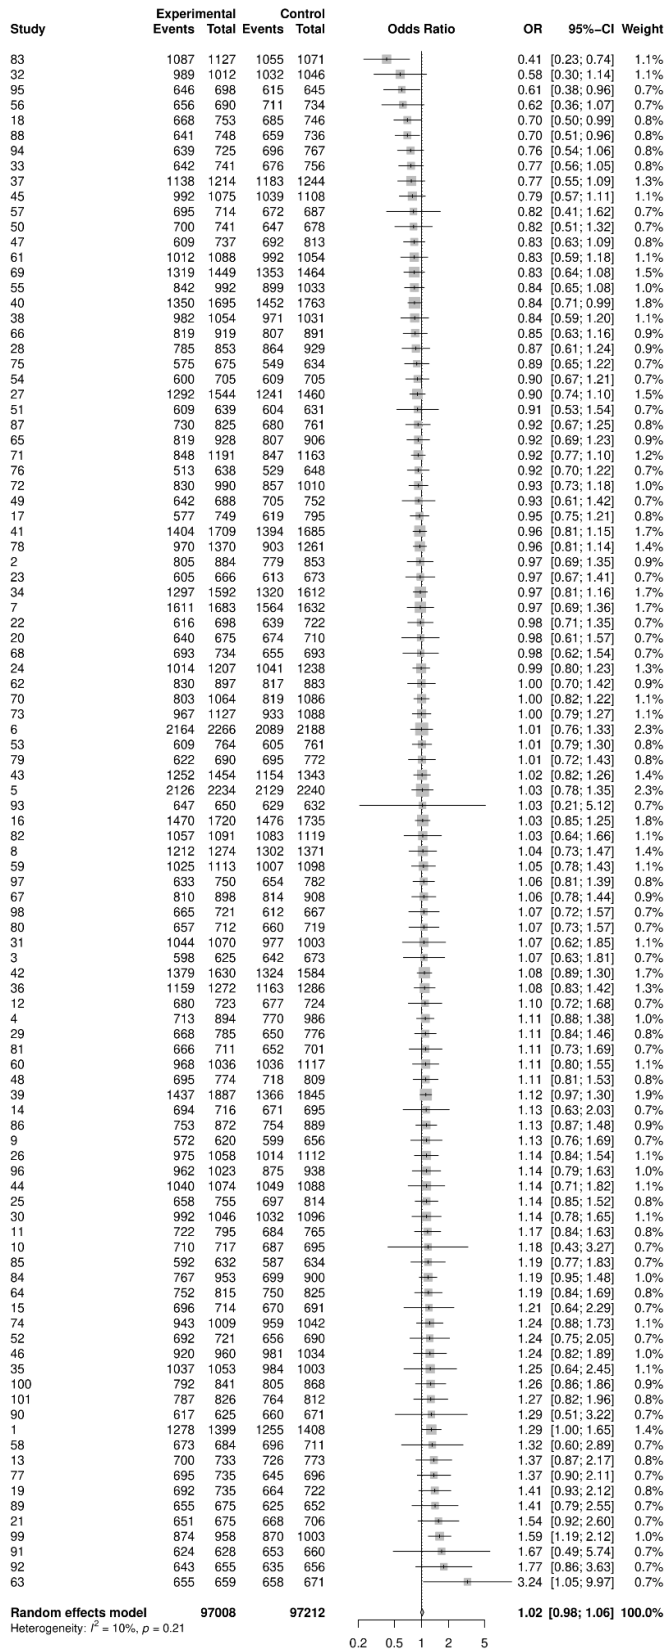 Experimental Control
Study Events Total Events Total Odds Ratio OR 95%−CI Weight
83 1087 1127 1055 1071 0.41 [0.23; 0.74] 1.1%
32 989 1012 1032 1046 0.58 [0.30; 1.14] 1.1%
95 646 698 615 645 0.61 [0.38; 0.96] 0.7%
56 656 690 711 734 0.62 [0.36; 1.07] 0.7%
18 668 753 685 746 0.70 [0.50; 0.99] 0.8%
88 641 748 659 736 0.70 [0.51; 0.96] 0.8%
94 639 725 696 767 0.76 [0.54; 1.06] 0.8%
33 642 741 676 756 0.77 [0.56; 1.05] 0.8%
37 1138 1214 1183 1244 0.77 [0.55; 1.09] 1.3%
45 992 1075 1039 1108 0.79 [0.57; 1.11] 1.1%
57 695 714 672 687 0.82 [0.41; 1.62] 0.7%
50 700 741 647 678 0.82 [0.51; 1.32] 0.7%
47 609 737 692 813 0.83 [0.63; 1.09] 0.8%
61 1012 1088 992 1054 0.83 [0.59; 1.18] 1.1%
69 1319 1449 1353 1464 0.83 [0.64; 1.08] 1.5%
55 842 992 899 1033 0.84 [0.65; 1.08] 1.0%
40 1350 1695 1452 1763 0.84 [0.71; 0.99] 1.8%
38 982 1054 971 1031 0.84 [0.59; 1.20] 1.1%
66 819 919 807 891 0.85 [0.63; 1.16] 0.9%
28 785 853 864 929 0.87 [0.61; 1.24] 0.9%
75 575 675 549 634 0.89 [0.65; 1.22] 0.7%
54 600 705 609 705 0.90 [0.67; 1.21] 0.7%
27 1292 1544 1241 1460 0.90 [0.74; 1.10] 1.5%
51 609 639 604 631 0.91 [0.53; 1.54] 0.7%
87 730 825 680 761 0.92 [0.67; 1.25] 0.8%
65 819 928 807 906 0.92 [0.69; 1.23] 0.9%
71 848 1191 847 1163 0.92 [0.77; 1.10] 1.2%
76 513 638 529 648 0.92 [0.70; 1.22] 0.7%
72 830 990 857 1010 0.93 [0.73; 1.18] 1.0%
49 642 688 705 752 0.93 [0.61; 1.42] 0.7%
17 577 749 619 795 0.95 [0.75; 1.21] 0.8%
41 1404 1709 1394 1685 0.96 [0.81; 1.15] 1.7%
78 970 1370 903 1261 0.96 [0.81; 1.14] 1.4%
2 805 884 779 853 0.97 [0.69; 1.35] 0.9%
23 605 666 613 673 0.97 [0.67; 1.41] 0.7%
34 1297 1592 1320 1612 0.97 [0.81; 1.16] 1.7%
7 1611 1683 1564 1632 0.97 [0.69; 1.36] 1.7%
22 616 698 639 722 0.98 [0.71; 1.35] 0.7%
20 640 675 674 710 0.98 [0.61; 1.57] 0.7%
68 693 734 655 693 0.98 [0.62; 1.54] 0.7%
24 1014 1207 1041 1238 0.99 [0.80; 1.23] 1.3%
62 830 897 817 883 1.00 [0.70; 1.42] 0.9%
70 803 1064 819 1086 1.00 [0.82; 1.22] 1.1%
73 967 1127 933 1088 1.00 [0.79; 1.27] 1.1%
6 2164 2266 2089 2188 1.01 [0.76; 1.33] 2.3%
53 609 764 605 761 1.01 [0.79; 1.30] 0.8%
79 622 690 695 772 1.01 [0.72; 1.43] 0.8%
43 1252 1454 1154 1343 1.02 [0.82; 1.26] 1.4%
5 2126 2234 2129 2240 1.03 [0.78; 1.35] 2.3%
93 647 650 629 632 1.03 [0.21; 5.12] 0.7%
16 1470 1720 1476 1735 1.03 [0.85; 1.25] 1.8%
82 1057 1091 1083 1119 1.03 [0.64; 1.66] 1.1%
8 1212 1274 1302 1371 1.04 [0.73; 1.47] 1.4%
59 1025 1113 1007 1098 1.05 [0.78; 1.43] 1.1%
97 633 750 654 782 1.06 [0.81; 1.39] 0.8%
67 810 898 814 908 1.06 [0.78; 1.44] 0.9%
98 665 721 612 667 1.07 [0.72; 1.57] 0.7%
80 657 712 660 719 1.07 [0.73; 1.57] 0.7%
31 1044 1070 977 1003 1.07 [0.62; 1.85] 1.1%
3 598 625 642 673 1.07 [0.63; 1.81] 0.7%
42 1379 1630 1324 1584 1.08 [0.89; 1.30] 1.7%
36 1159 1272 1163 1286 1.08 [0.83; 1.42] 1.3%
12 680 723 677 724 1.10 [0.72; 1.68] 0.7%
4 713 894 770 986 1.11 [0.88; 1.38] 1.0%
29 668 785 650 776 1.11 [0.84; 1.46] 0.8%
81 666 711 652 701 1.11 [0.73; 1.69] 0.7%
60 968 1036 1036 1117 1.11 [0.80; 1.55] 1.1%
48 695 774 718 809 1.11 [0.81; 1.53] 0.8%
39 1437 1887 1366 1845 1.12 [0.97; 1.30] 1.9%
14 694 716 671 695 1.13 [0.63; 2.03] 0.7%
86 753 872 754 889 1.13 [0.87; 1.48] 0.9%
9 572 620 599 656 1.13 [0.76; 1.69] 0.7%
26 975 1058 1014 1112 1.14 [0.84; 1.54] 1.1%
96 962 1023 875 938 1.14 [0.79; 1.63] 1.0%
44 1040 1074 1049 1088 1.14 [0.71; 1.82] 1.1%
25 658 755 697 814 1.14 [0.85; 1.52] 0.8%
30 992 1046 1032 1096 1.14 [0.78; 1.65] 1.1%
11 722 795 684 765 1.17 [0.84; 1.63] 0.8%
10 710 717 687 695 1.18 [0.43; 3.27] 0.7%
85 592 632 587 634 1.19 [0.77; 1.83] 0.7%
84 767 953 699 900 1.19 [0.95; 1.48] 1.0%
64 752 815 750 825 1.19 [0.84; 1.69] 0.8%
15 696 714 670 691 1.21 [0.64; 2.29] 0.7%
74 943 1009 959 1042 1.24 [0.88; 1.73] 1.1%
52 692 721 656 690 1.24 [0.75; 2.05] 0.7%
46 920 960 981 1034 1.24 [0.82; 1.89] 1.0%
35 1037 1053 984 1003 1.25 [0.64; 2.45] 1.1%
100 792 841 805 868 1.26 [0.86; 1.86] 0.9%
101 787 826 764 812 1.27 [0.82; 1.96] 0.8%
90 617 625 660 671 1.29 [0.51; 3.22] 0.7%
1 1278 1399 1255 1408 1.29 [1.00; 1.65] 1.4%
58 673 684 696 711 1.32 [0.60; 2.89] 0.7%
13 700 733 726 773 1.37 [0.87; 2.17] 0.8%
77 695 735 645 696 1.37 [0.90; 2.11] 0.7%
19 692 735 664 722 1.41 [0.93; 2.12] 0.7%
89 655 675 625 652 1.41 [0.79; 2.55] 0.7%
21 651 675 668 706 1.54 [0.92; 2.60] 0.7%
99 874 958 870 1003 1.59 [1.19; 2.12] 1.0%
91 624 628 653 660 1.67 [0.49; 5.74] 0.7%
92 643 655 635 656 1.77 [0.86; 3.63] 0.7%
63 655 659 658 671 3.24 [1.05; 9.97] 0.7%
Random effects model 97008 97212 1.02 [0.98; 1.06] 100.0%
Heterogeneity: I² = 10%, p = 0.21
0.2 0.5 1 2 5